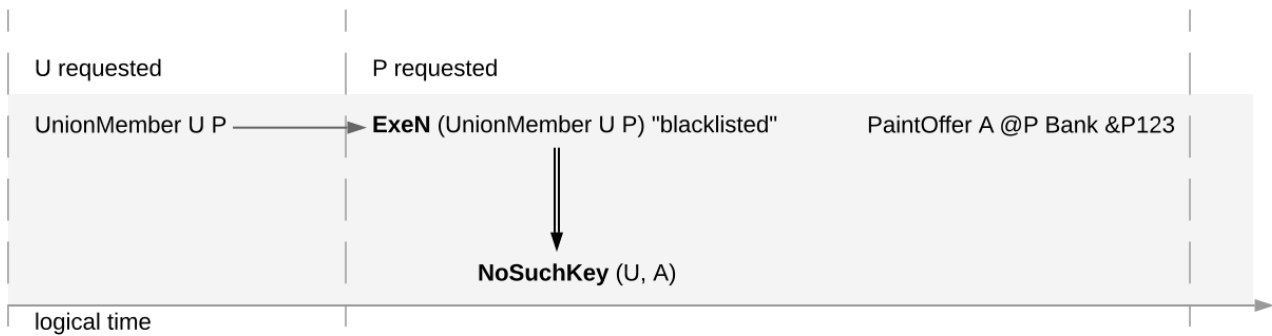 U requested
P requested
UnionMember U P
ExeN (UnionMember U P) "blacklisted"
PaintOffer A @P Bank &P123
NoSuchKey (U, A)
logical time